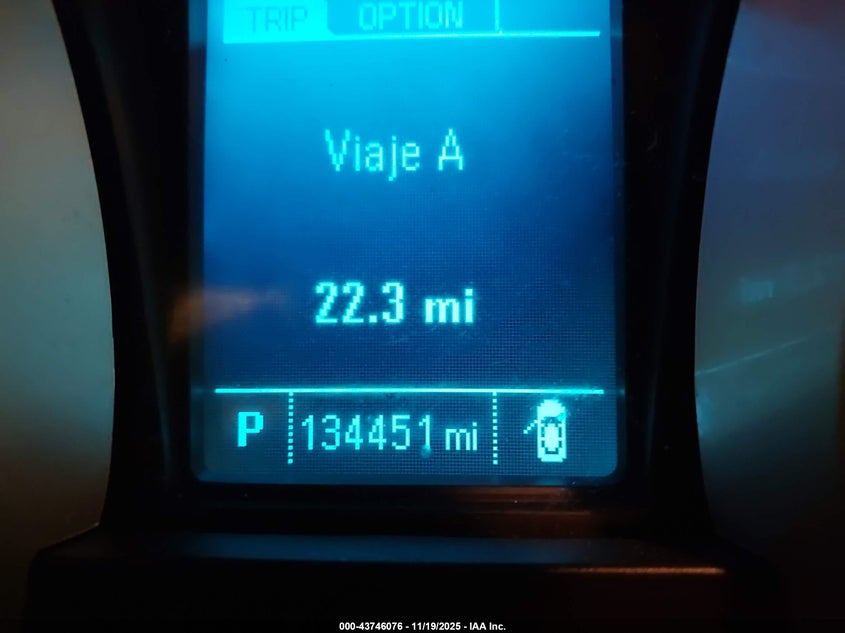 TRIP OPTION
Viaje A
22.3 mi
P 134451 mi
000-43746076 - 11/19/2025 - IAA Inc.